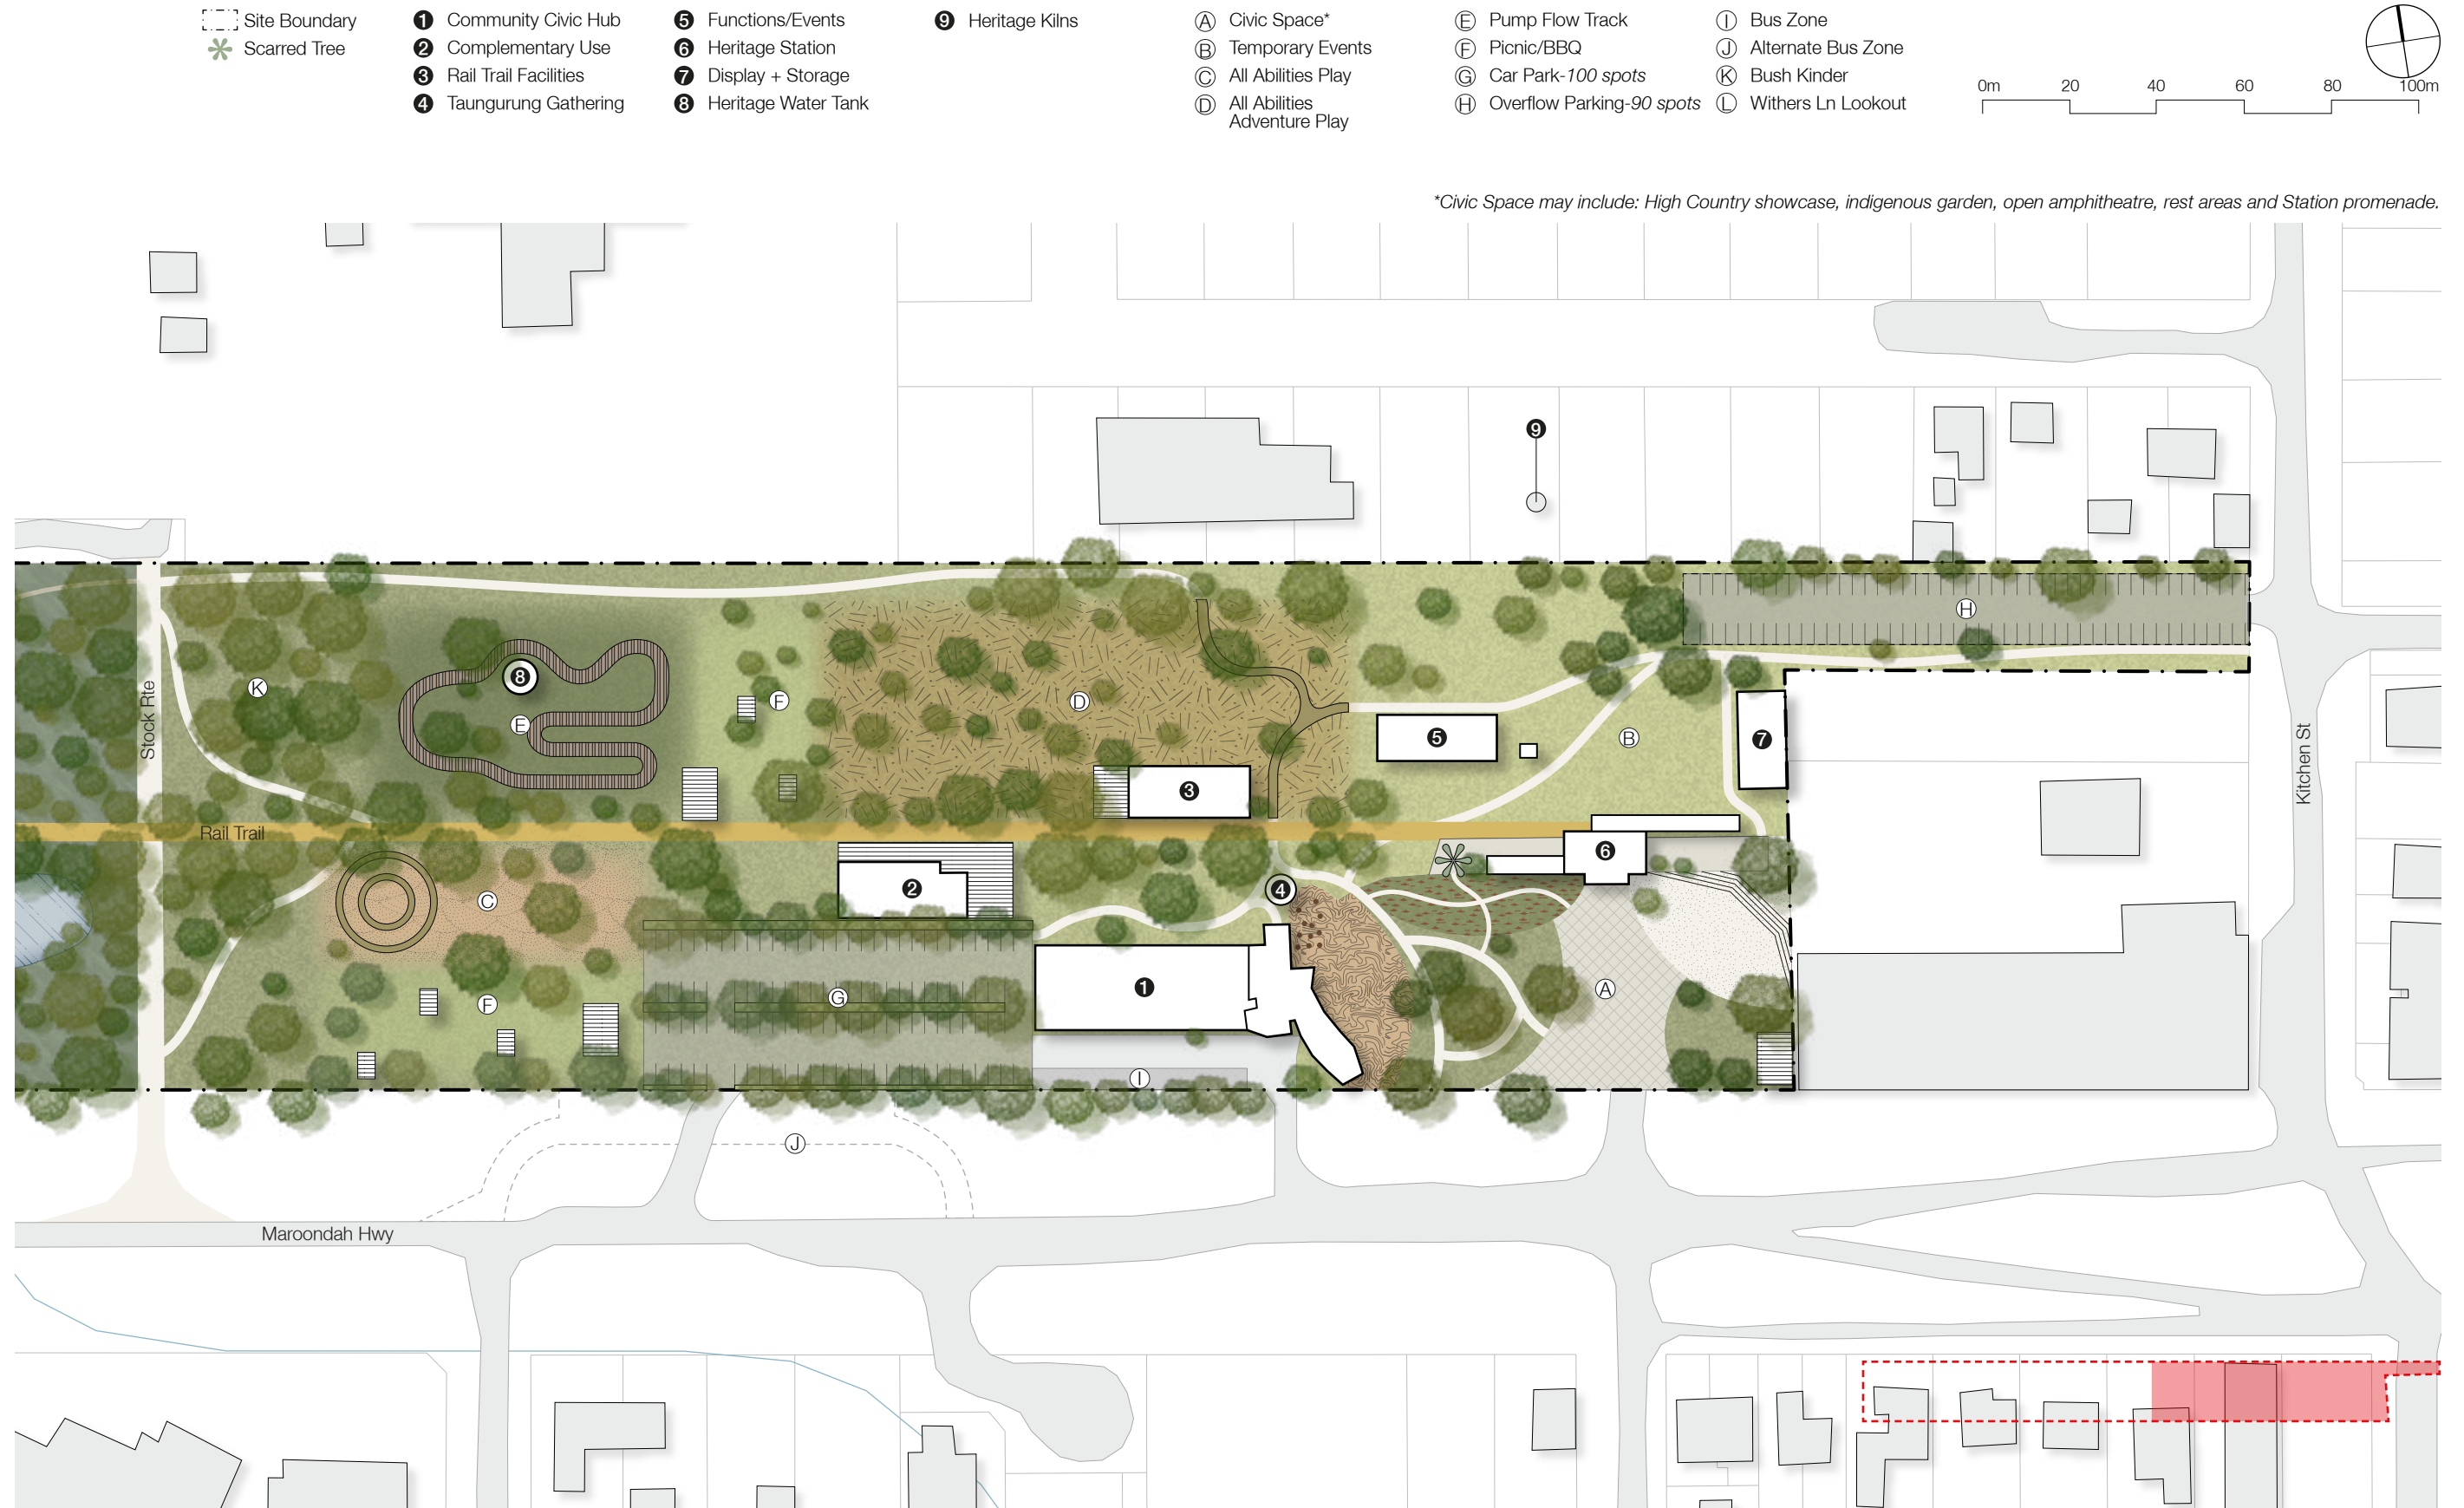 Site Boundary
Scarred Tree
1 Community Civic Hub
2 Complementary Use
3 Rail Trail Facilities
4 Taungurung Gathering
5 Functions/Events
6 Heritage Station
7 Display + Storage
8 Heritage Water Tank
9 Heritage Kilns
A Civic Space*
B Temporary Events
C All Abilities Play
D All Abilities
Adventure Play
E Pump Flow Track
F Picnic/BBQ
G Car Park-100 spots
H Overflow Parking-90 spots
I Bus Zone
J Alternate Bus Zone
K Bush Kinder
L Withers Ln Lookout
0m 20 40 60 80 100m
*Civic Space may include: High Country showcase, indigenous garden, open amphitheatre, rest areas and Station promenade.
9
H
8
K
F
D
Stock Rte
E
5
B
7
Kitchen St
3
Rail Trail
6
2
4
C
1
A
G
F
I
J
Maroondah Hwy